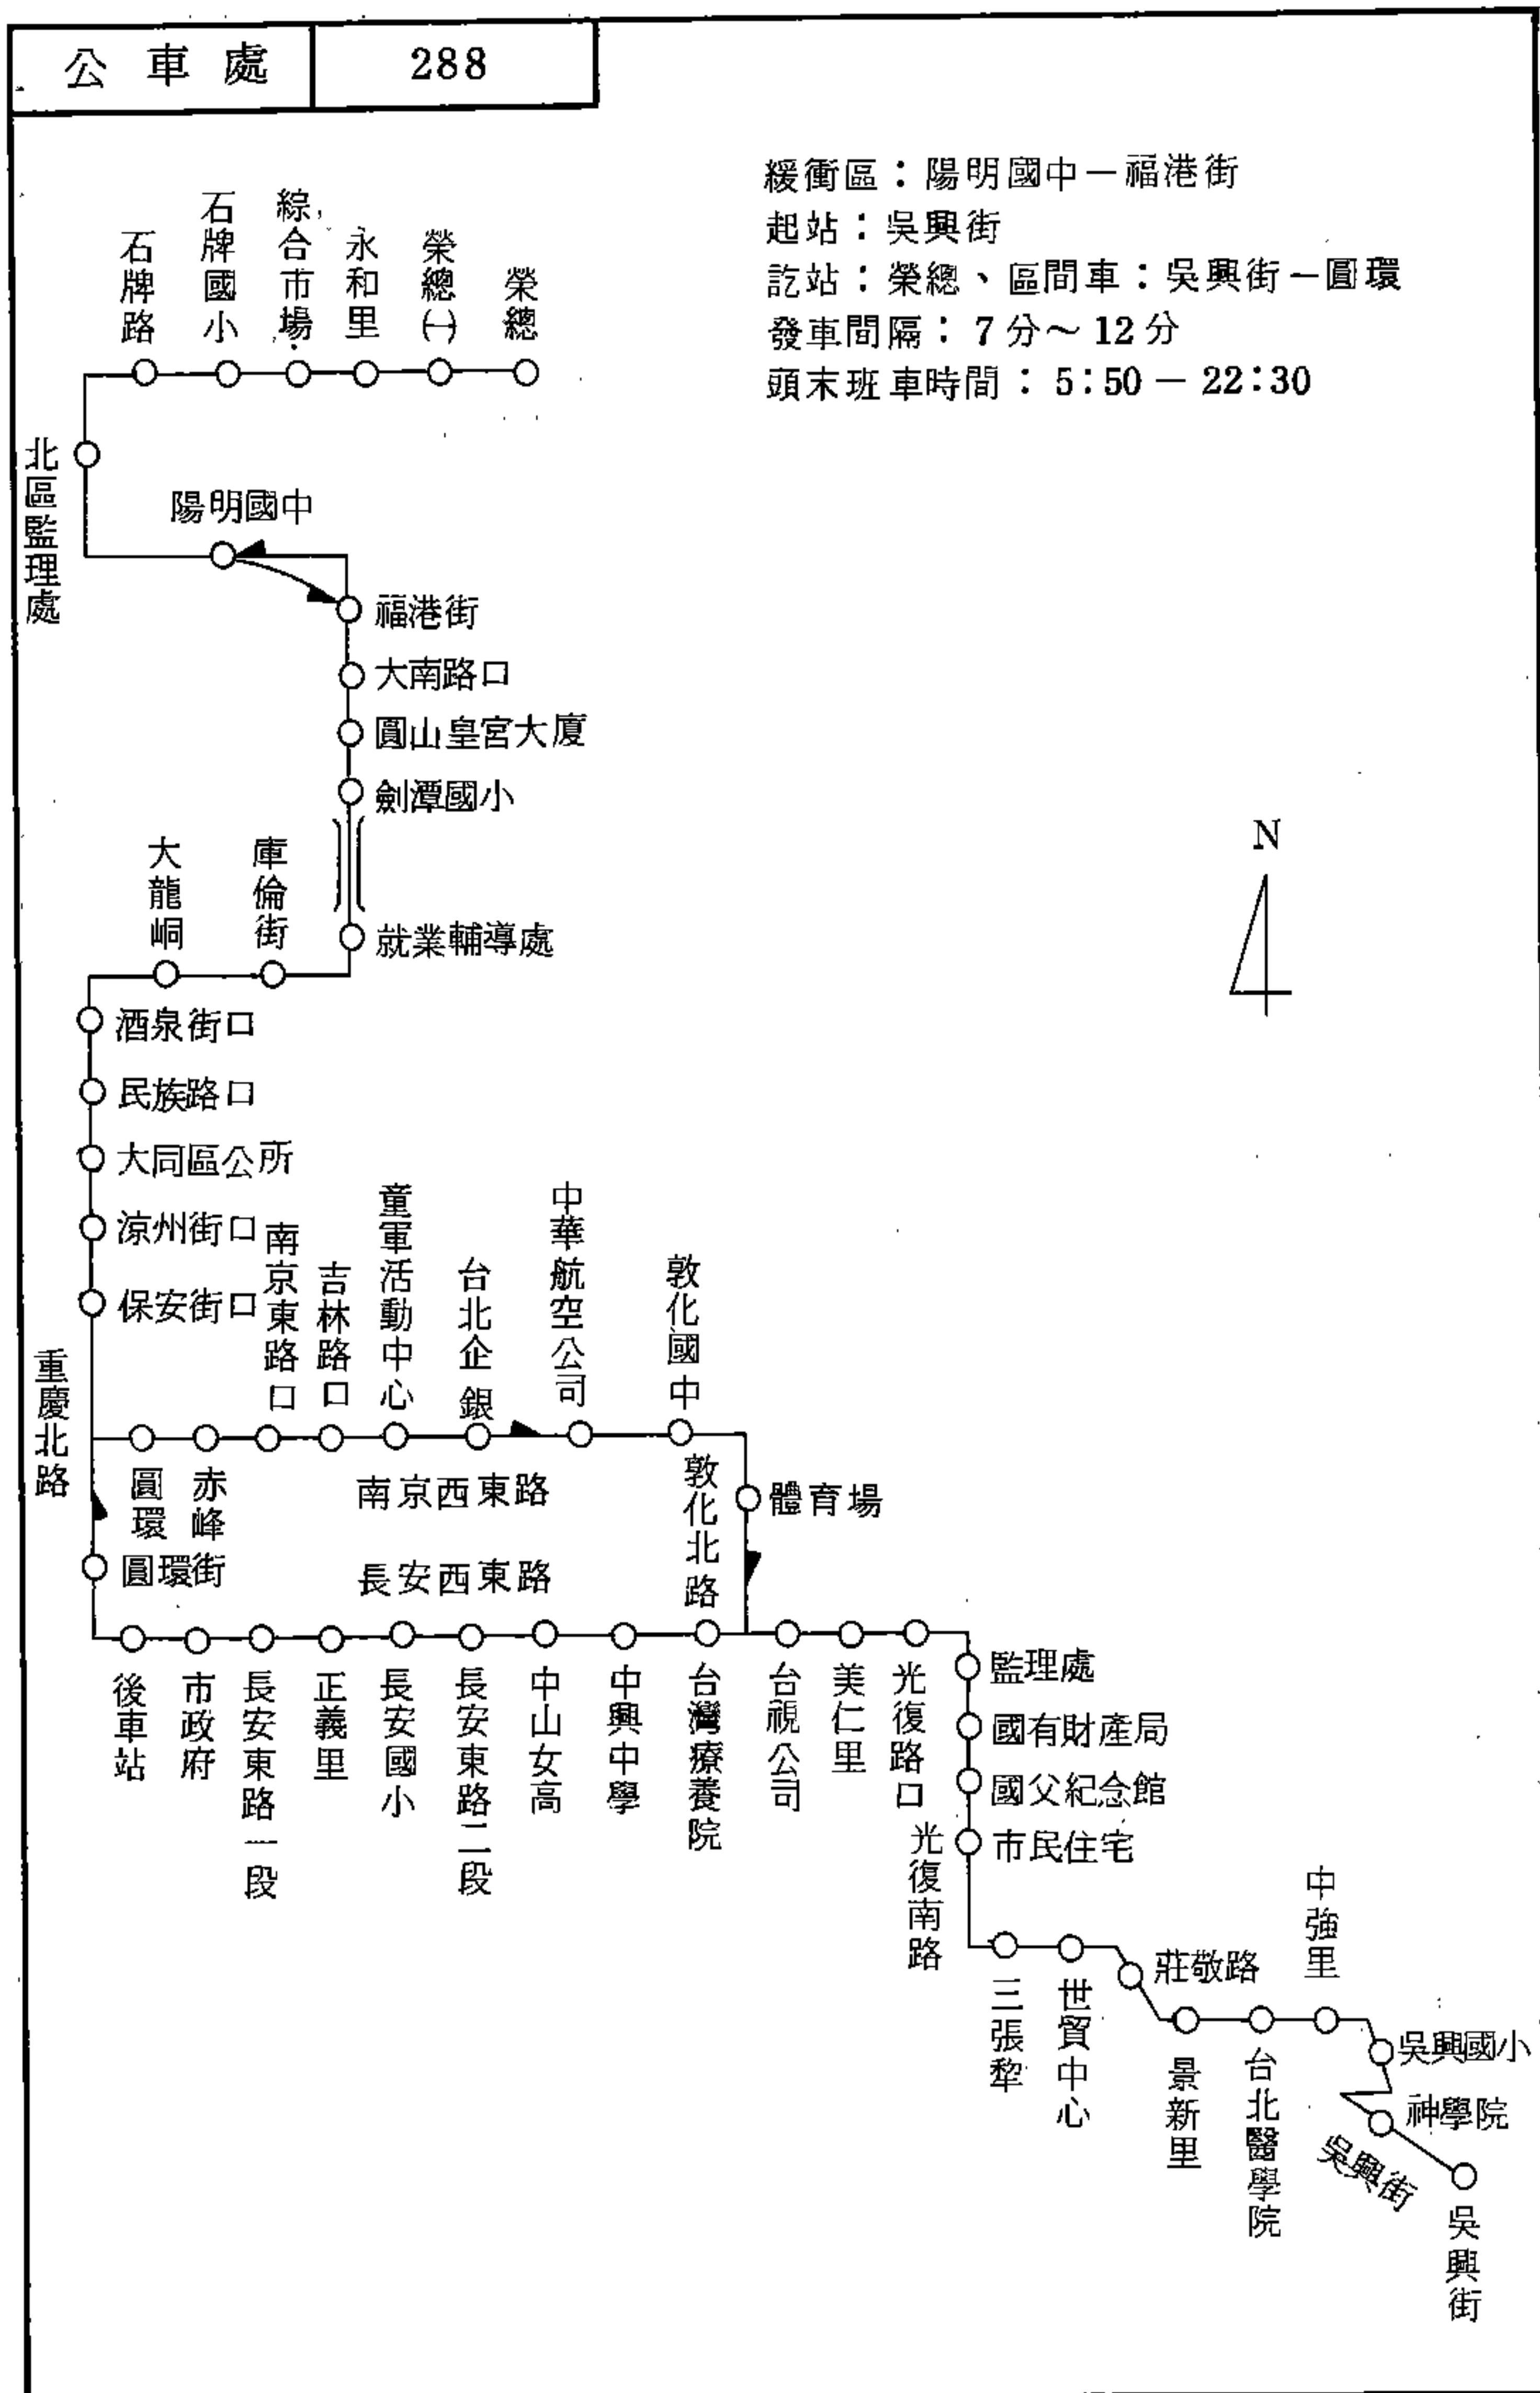 公車處
288
緩衝區：陽明國中－福港街
起站：吳興街
訖站：榮總、區間車：吳興街－圓環
發車間隔：7分～12分
頭末班車時間：5:50－22:30
石牌路
石牌國小
綜合市場
永和里
榮總(一)
榮總
北區監理處
陽明國中
福港街
大南路口
圓山皇宮大廈
劍潭國小
N
大龍峒
庫倫街
就業輔導處
酒泉街口
民族路口
大同區公所
涼州街口
保安街口
重慶北路
南京東路口
吉林路口
童軍活動中心
台北企銀
中華航空公司
敦化國中
圓環
赤峰
圓環街
南京西東路
長安西東路
敦化北路
體育場
後車站
市政府
長安東路一段
正義里
長安國小
長安東路二段
中山女高
中興中學
台灣療養院
台視公司
美仁里
光復路口
監理處
國有財產局
國父紀念館
市民住宅
光復南路
三張犂
世貿中心
莊敬路
景新里
台北醫學院
中強里
吳興國小
神學院
吳興街
吳興街